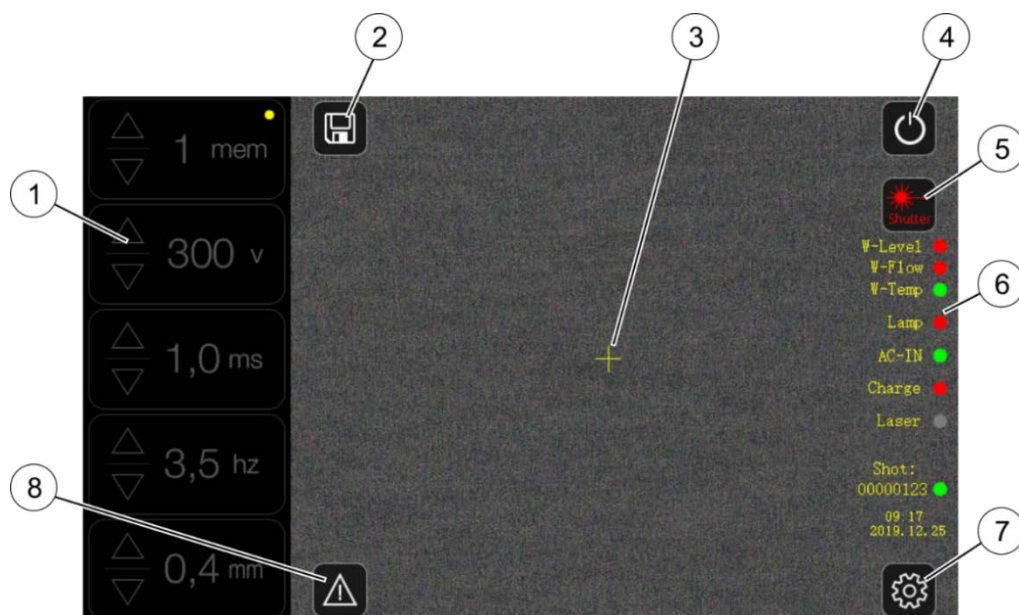 2
3
4
1 mem
5
Shutter
1
300 v
W-Level
W-Flow
W-Temp
6
Lamp
1,0 ms
AC-IN
Charge
Laser
3,5 hz
Shot:
00000123
8
09 17
2019.12.25
7
0,4 mm